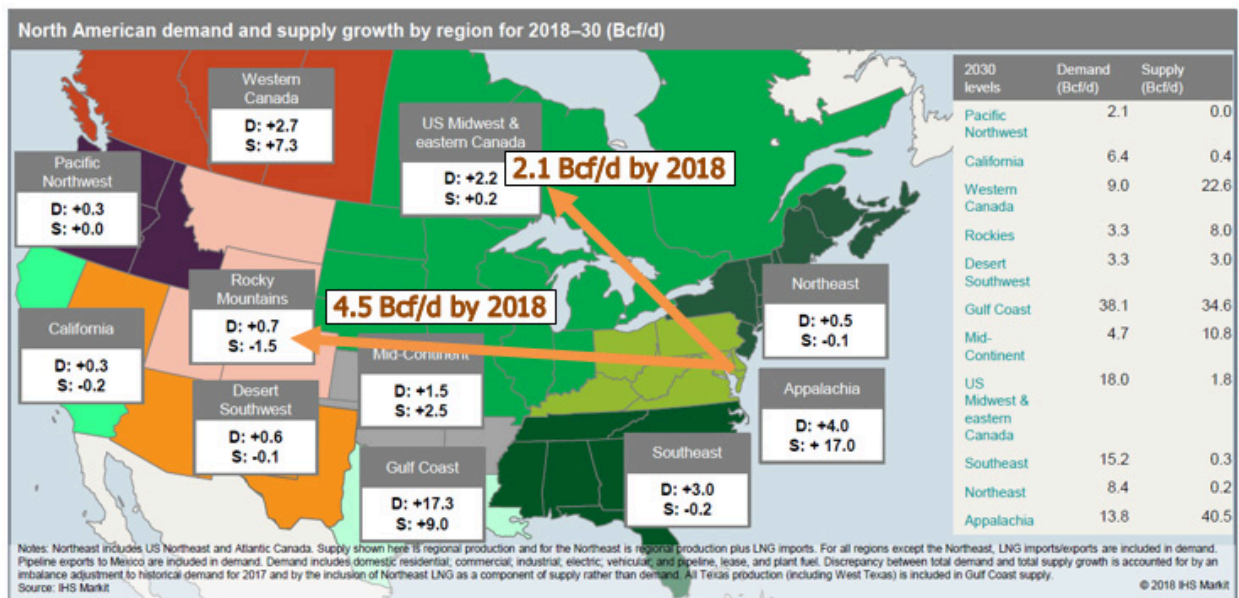 North American demand and supply growth by region for 2018–30 (Bcf/d)
Western
Canada
D: +2.7
S: +7.3
US Midwest &
eastern Canada
D: +2.2
S: +0.2
2.1 Bcf/d by 2018
Pacific
Northwest
D: +0.3
S: +0.0
Rocky
Mountains
D: +0.7
S: -1.5
4.5 Bcf/d by 2018
Northeast
D: +0.5
S: -0.1
California
D: +0.3
S: -0.2
Mid-Continent
D: +1.5
S: +2.5
Desert
Southwest
D: +0.6
S: -0.1
Appalachia
D: +4.0
S: + 17.0
Gulf Coast
D: +17.3
S: +9.0
Southeast
D: +3.0
S: -0.2
2030 Demand Supply
levels (Bcf/d) (Bcf/d)
Pacific 2.1 0.0
Northwest
California 6.4 0.4
Western 9.0 22.6
Canada
Rockies 3.3 8.0
Desert 3.3 3.0
Southwest
Gulf Coast 38.1 34.6
Mid- 4.7 10.8
Continent
US 18.0 1.8
Midwest &
eastern
Canada
Southeast 15.2 0.3
Northeast 8.4 0.2
Appalachia 13.8 40.5
Notes: Northeast includes US Northeast and Atlantic Canada. Supply shown here is regional production and for the Northeast is regional production plus LNG imports. For all regions except the Northeast, LNG imports/exports are included in demand.
Pipeline exports to Mexico are included in demand. Demand includes domestic residential; commercial; industrial; electric; vehicular; and pipeline, lease, and plant fuel. Discrepancy between total demand and total supply growth is accounted for by an
imbalance adjustment to historical demand for 2017 and by the inclusion of Northeast LNG as a component of supply rather than demand. All Texas production (including West Texas) is included in Gulf Coast supply.
Source: IHS Markit
© 2018 IHS Markit